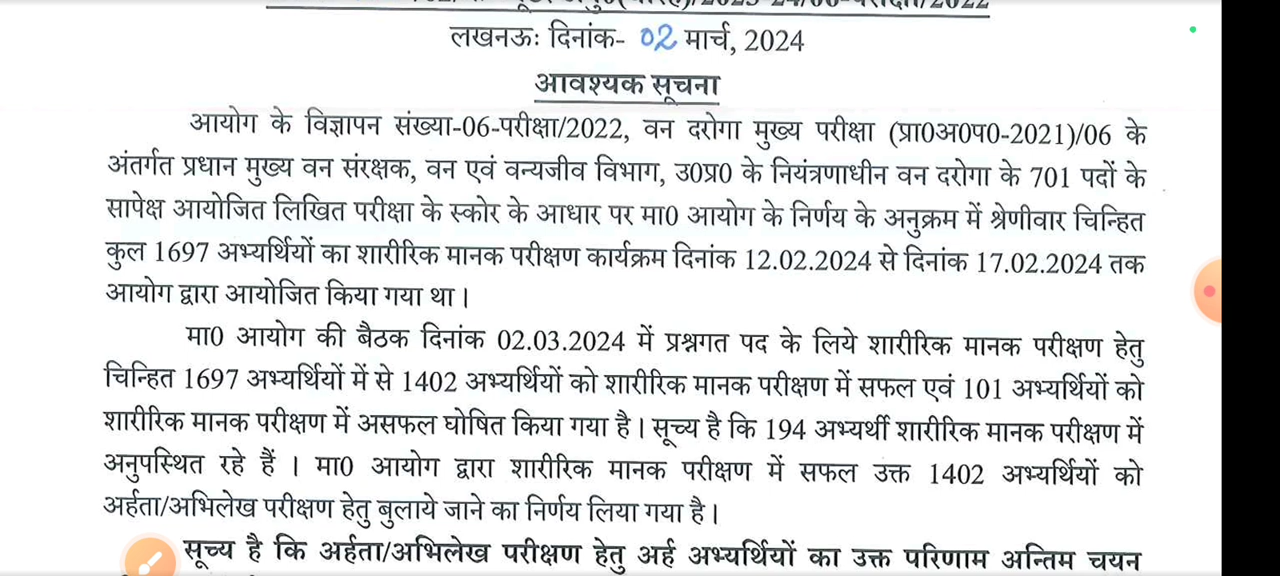 लखनऊः दिनांक- 02 मार्च, 2024
आवश्यक सूचना
आयोग के विज्ञापन संख्या-06-परीक्षा/2022, वन दरोगा मुख्य परीक्षा (प्रा0अ0प0-2021)/06 के
अंतर्गत प्रधान मुख्य वन संरक्षक, वन एवं वन्यजीव विभाग, उ0प्र0 के नियंत्रणाधीन वन दरोगा के 701 पदों के
सापेक्ष आयोजित लिखित परीक्षा के स्कोर के आधार पर मा0 आयोग के निर्णय के अनुक्रम में श्रेणीवार चिन्हित
कुल 1697 अभ्यर्थियों का शारीरिक मानक परीक्षण कार्यक्रम दिनांक 12.02.2024 से दिनांक 17.02.2024 तक
आयोग द्वारा आयोजित किया गया था।
मा0 आयोग की बैठक दिनांक 02.03.2024 में प्रश्नगत पद के लिये शारीरिक मानक परीक्षण हेतु
चिन्हित 1697 अभ्यर्थियों में से 1402 अभ्यर्थियों को शारीरिक मानक परीक्षण में सफल एवं 101 अभ्यर्थियों को
शारीरिक मानक परीक्षण में असफल घोषित किया गया है। सूच्य है कि 194 अभ्यर्थी शारीरिक मानक परीक्षण में
अनुपस्थित रहे हैं । मा0 आयोग द्वारा शारीरिक मानक परीक्षण में सफल उक्त 1402 अभ्यर्थियों को
अर्हता/अभिलेख परीक्षण हेतु बुलाये जाने का निर्णय लिया गया है।
सूच्य है कि अर्हता/अभिलेख परीक्षण हेतु अर्ह अभ्यर्थियों का उक्त परिणाम अन्तिम चयन